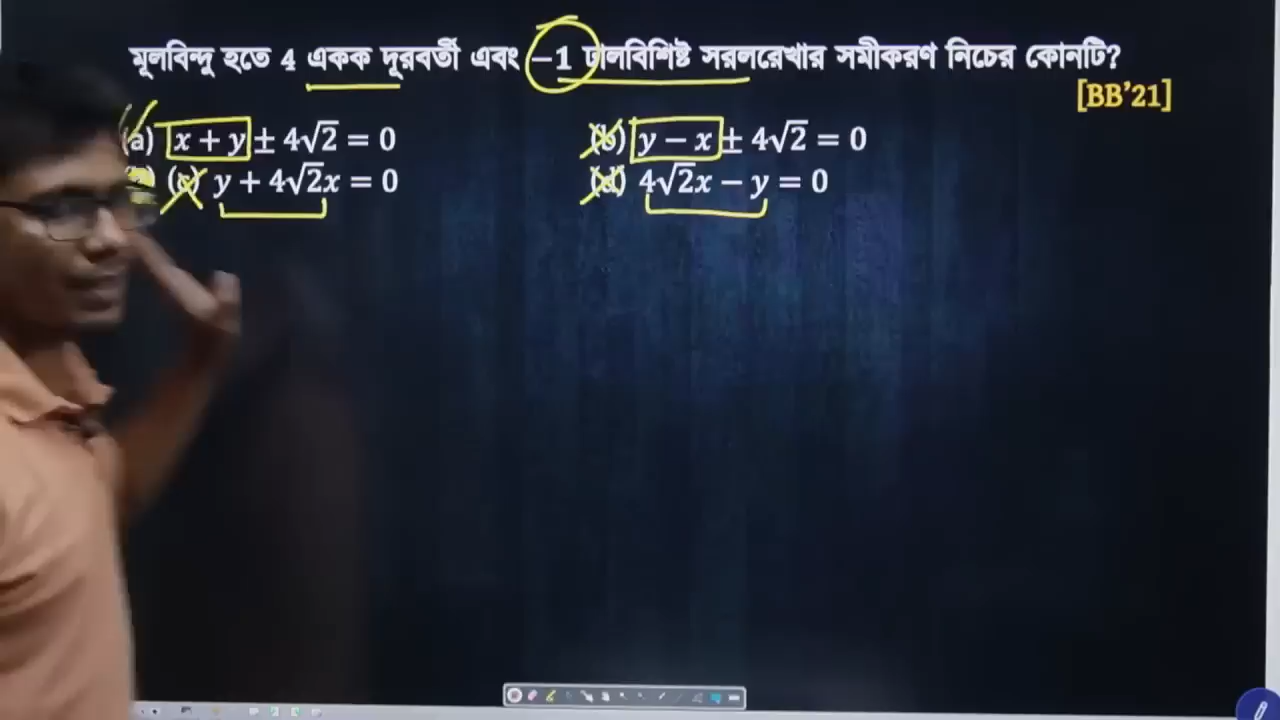 মূলবিন্দু হতে 4 একক দূরবর্তী এবং −1 ঢালবিশিষ্ট সরলরেখার সমীকরণ নিচের কোনটি?
[BB’21]
(a) x + y ± 4√2 = 0 (b) y − x ± 4√2 = 0
(c) y + 4√2x = 0 (d) 4√2x − y = 0